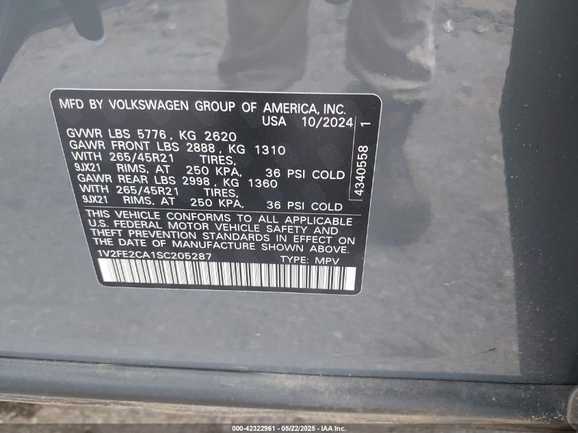 MFD BY VOLKSWAGEN GROUP OF AMERICA, INC.
USA 10/2024
GVWR LBS 5776 , KG 2620
GAWR FRONT LBS 2888 , KG 1310
WITH 265/45R21 TIRES,
9JX21 RIMS, AT 250 KPA, 36 PSI COLD
GAWR REAR LBS 2998 , KG 1360
WITH 265/45R21 TIRES,
9JX21 RIMS, AT 250 KPA, 36 PSI COLD
THIS VEHICLE CONFORMS TO ALL APPLICABLE
U.S. FEDERAL MOTOR VEHICLE SAFETY AND
THEFT PREVENTION STANDARDS IN EFFECT ON
THE DATE OF MANUFACTURE SHOWN ABOVE.
1V2FE2CA1SC205287 TYPE: MPV
4340558 1
000-42322961 - 05/22/2025 - IAA Inc.